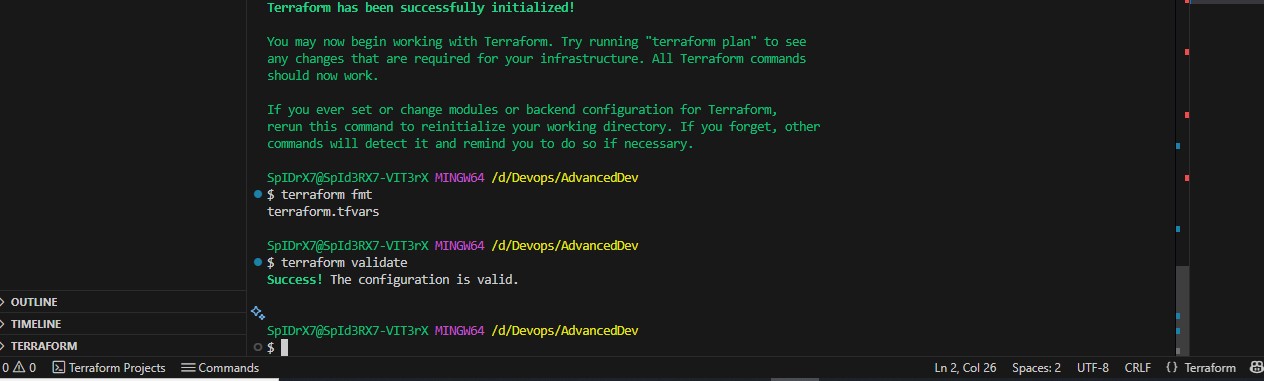 Terraform has been successfully initialized!
You may now begin working with Terraform. Try running "terraform plan" to see
any changes that are required for your infrastructure. All Terraform commands
should now work.
If you ever set or change modules or backend configuration for Terraform,
rerun this command to reinitialize your working directory. If you forget, other
commands will detect it and remind you to do so if necessary.
SpIDrX7@SpId3RX7-VIT3rX MINGW64 /d/Devops/AdvancedDev
$ terraform fmt
terraform.tfvars
SpIDrX7@SpId3RX7-VIT3rX MINGW64 /d/Devops/AdvancedDev
$ terraform validate
Success! The configuration is valid.
OUTLINE
TIMELINE
SpIDrX7@SpId3RX7-VIT3rX MINGW64 /d/Devops/AdvancedDev
TERRAFORM
$
0 0 Terraform Projects Commands Ln 2, Col 26 Spaces: 2 UTF-8 CRLF {} Terraform